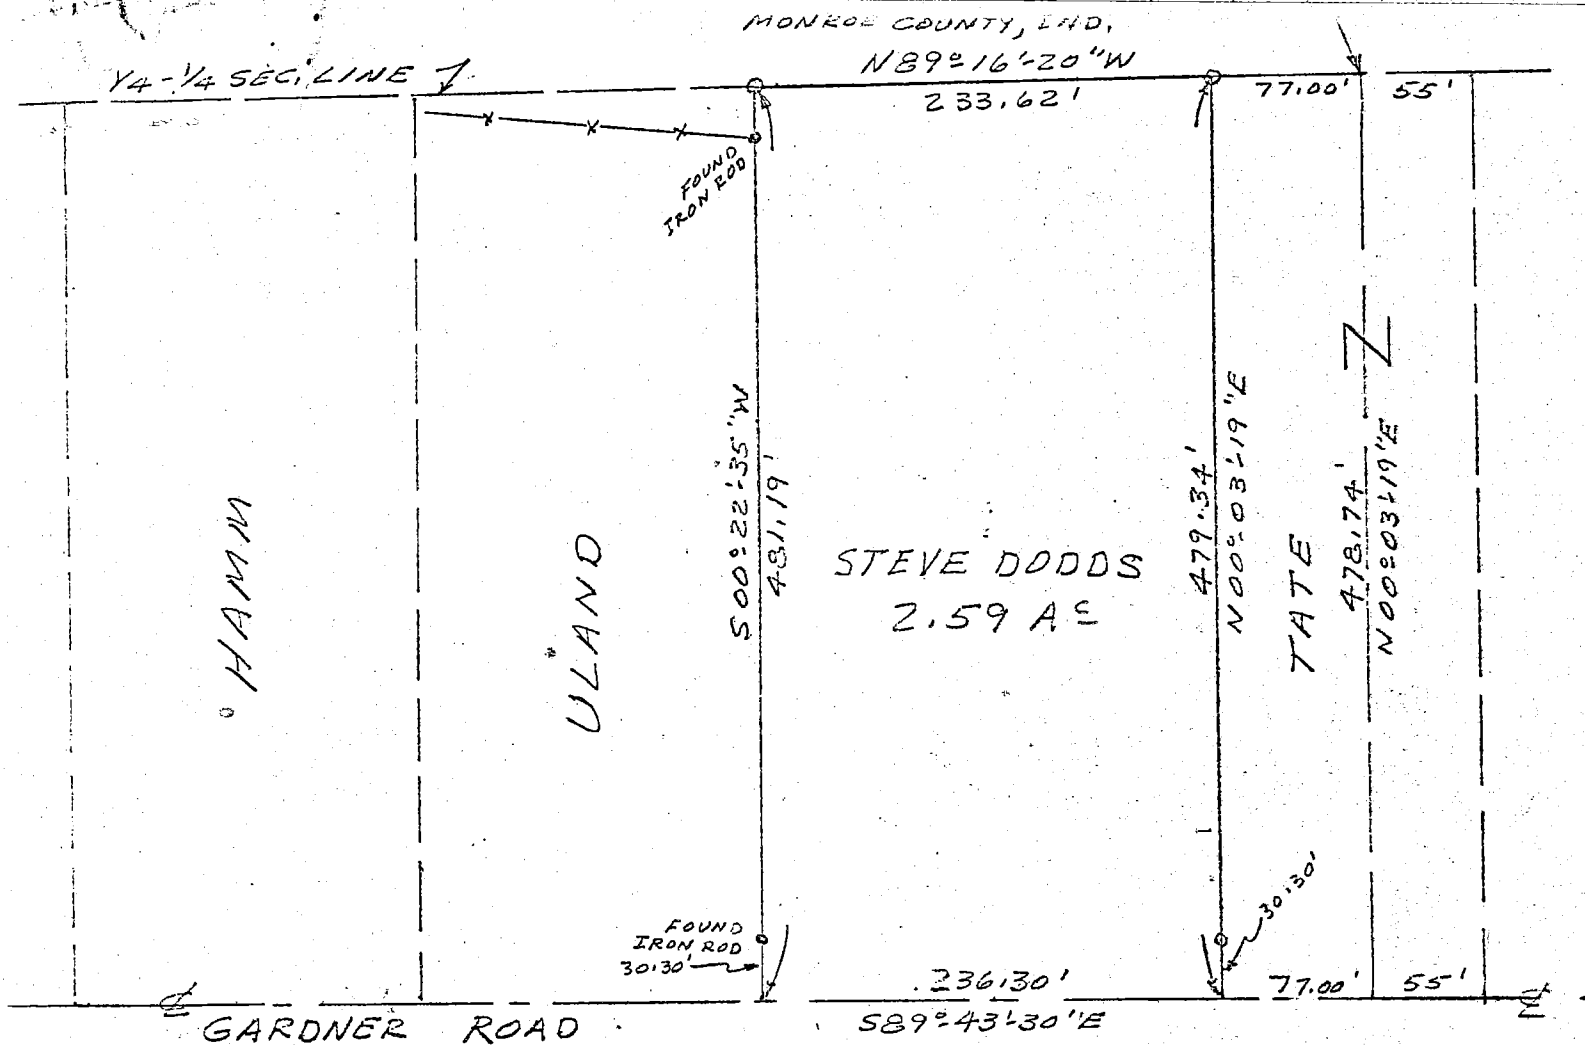 MONROE COUNTY, IND.
N89°16'-20"W
1/4-1/4 SEC. LINE
233.62'
77.00'
55'
FOUND
IRON ROD
S00°22'-35"W
481.19'
479.34'
N00°03'-19"E
478.74'
N00°03'-19"E
HAMM
ULAND
STEVE DODDS
2.59 Ac
TATE
FOUND
IRON ROD
30.30'
30.30'
236.30'
77.00'
55'
GARDNER ROAD
S89°-43'-30"E